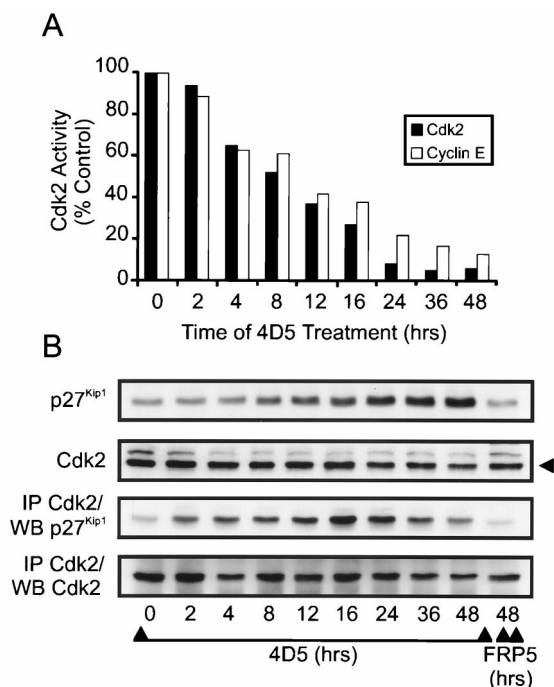 A
100
80
60
40
20
0
Cdk2 Activity
(% Control)
Cdk2
Cyclin E
0 2 4 8 12 16 24 36 48
Time of 4D5 Treatment (hrs)
B
p27Kip1
Cdk2
IP Cdk2/
WB p27Kip1
IP Cdk2/
WB Cdk2
0 2 4 8 12 16 24 36 48 48
4D5 (hrs)
FRP5
(hrs)